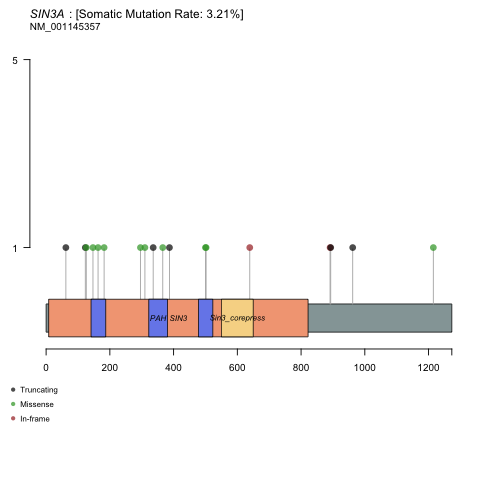 SIN3A : [Somatic Mutation Rate: 3.21%]
NM_001145357
5
1
PAH SIN3 Sin3_corepress
0 200 400 600 800 1000 1200
Truncating
Missense
In-frame